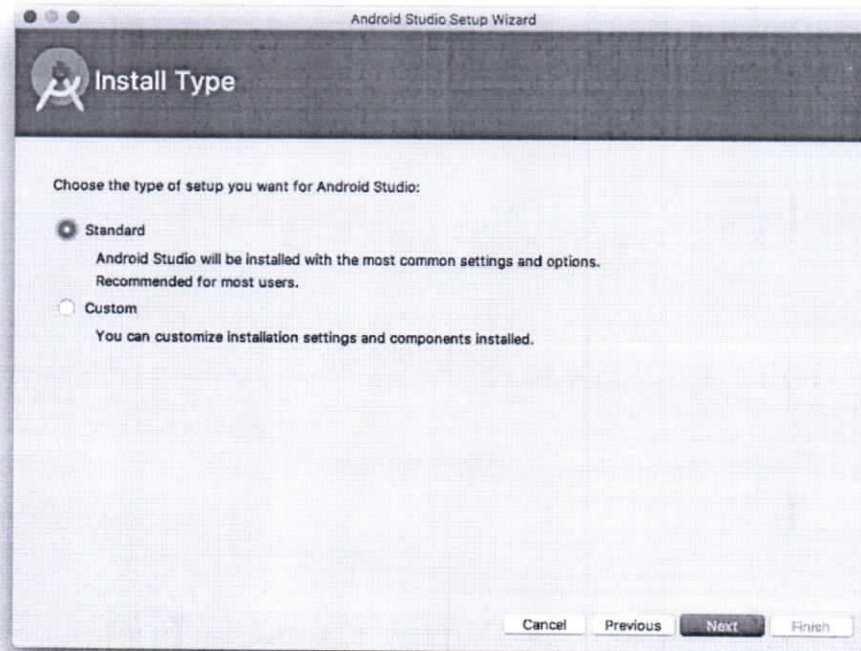 Android Studio Setup Wizard
Install Type
Choose the type of setup you want for Android Studio:
Standard
Android Studio will be installed with the most common settings and options.
Recommended for most users.
Custom
You can customize installation settings and components installed.
Cancel Previous Next Finish